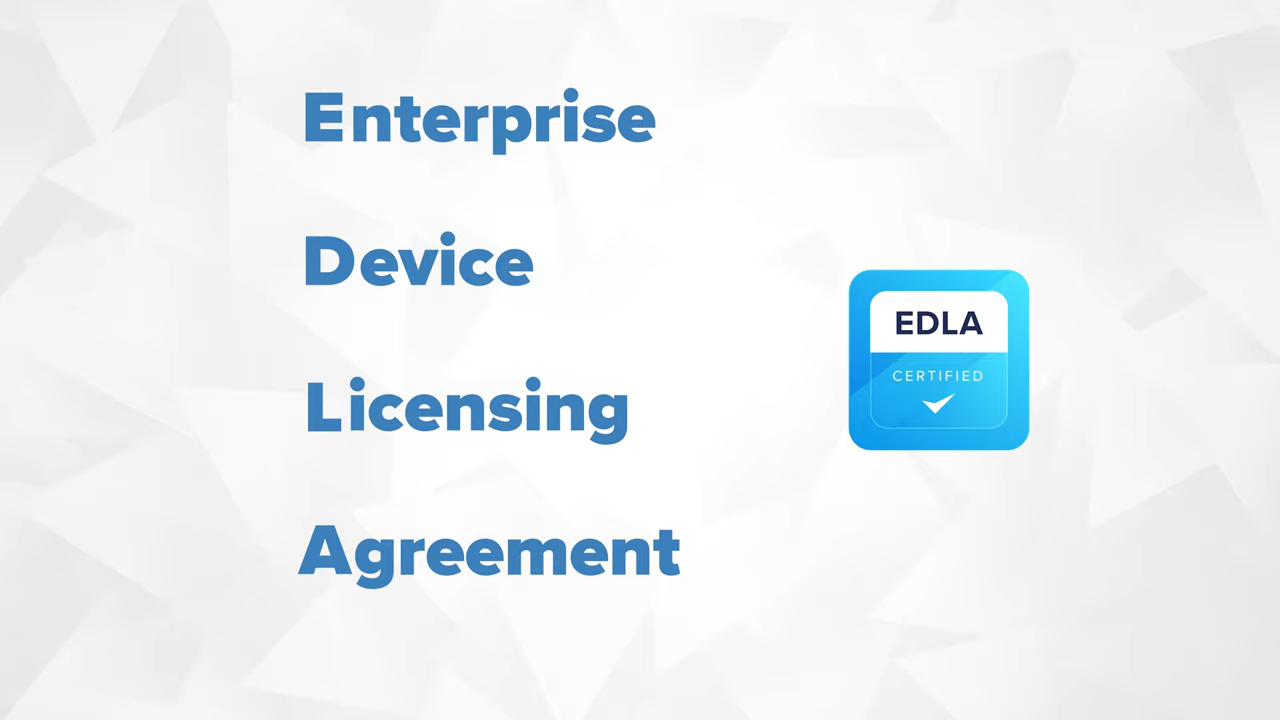 Enterprise
Device
Licensing
Agreement
EDLA
CERTIFIED